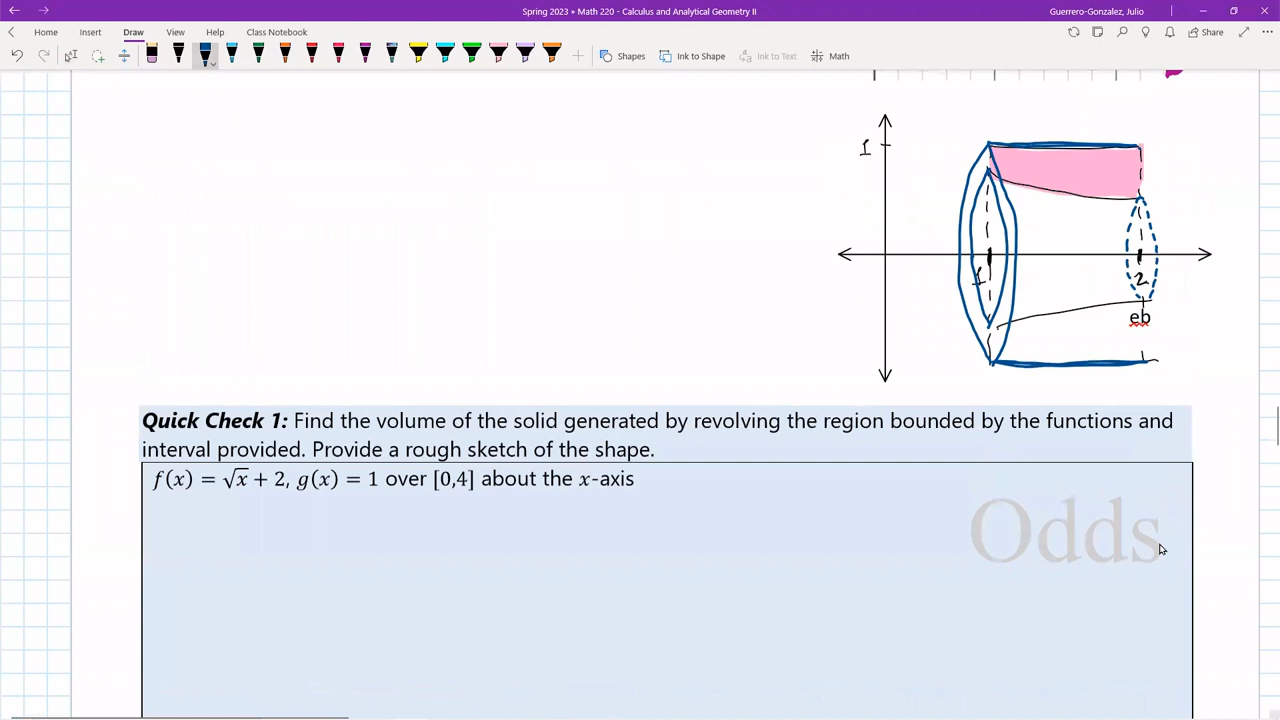 Spring 2023 » Math 220 - Calculus and Analytical Geometry II
Guerrero-Gonzalez, Julio
Home Insert Draw View Help Class Notebook
Share
Shapes Ink to Shape Ink to Text Math
1
1
2
eb
Quick Check 1: Find the volume of the solid generated by revolving the region bounded by the functions and
interval provided. Provide a rough sketch of the shape.
f(x) = √x + 2, g(x) = 1 over [0,4] about the x-axis
Odds